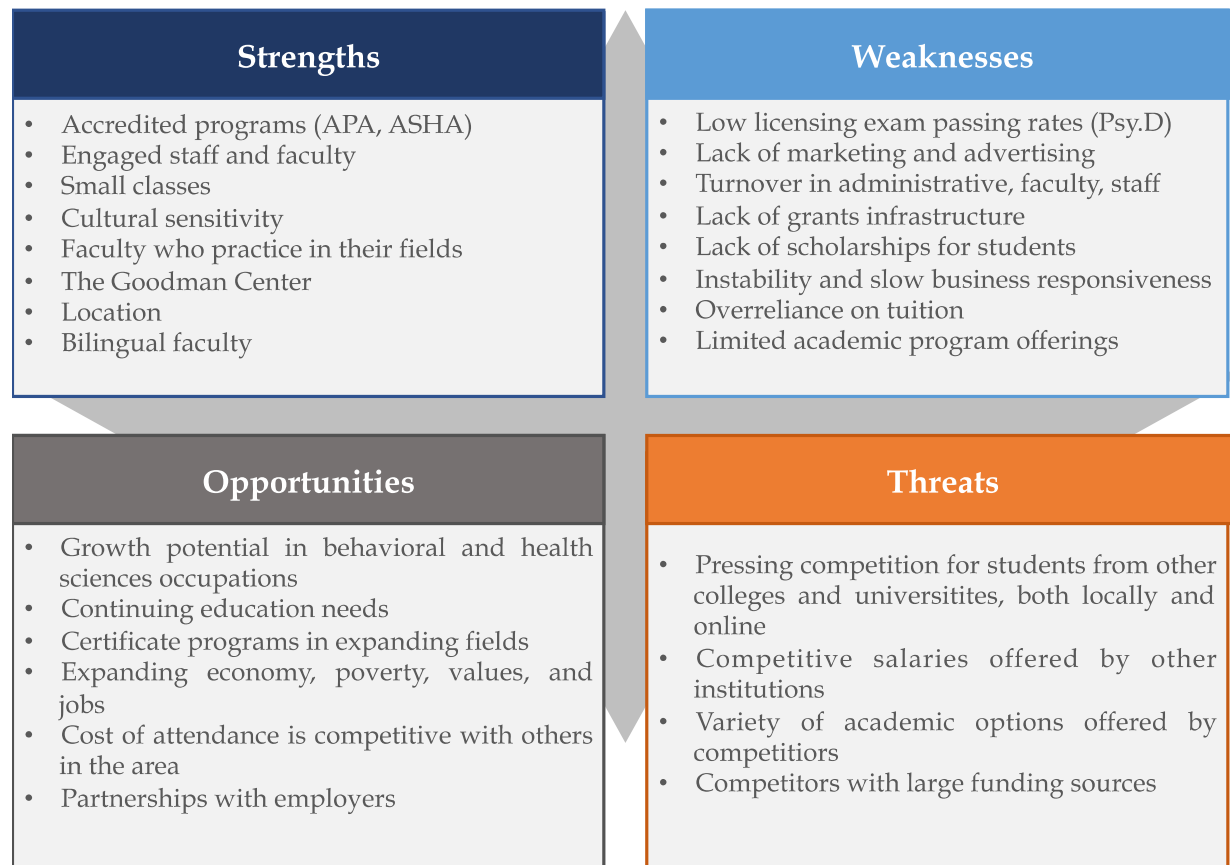 Strengths
• Accredited programs (APA, ASHA)
• Engaged staff and faculty
• Small classes
• Cultural sensitivity
• Faculty who practice in their fields
• The Goodman Center
• Location
• Bilingual faculty
Weaknesses
• Low licensing exam passing rates (Psy.D)
• Lack of marketing and advertising
• Turnover in administrative, faculty, staff
• Lack of grants infrastructure
• Lack of scholarships for students
• Instability and slow business responsiveness
• Overreliance on tuition
• Limited academic program offerings
Opportunities
• Growth potential in behavioral and health
sciences occupations
• Continuing education needs
• Certificate programs in expanding fields
• Expanding economy, poverty, values, and
jobs
• Cost of attendance is competitive with others
in the area
• Partnerships with employers
Threats
• Pressing competition for students from other
colleges and universitites, both locally and
online
• Competitive salaries offered by other
institutions
• Variety of academic options offered by
competitors
• Competitors with large funding sources